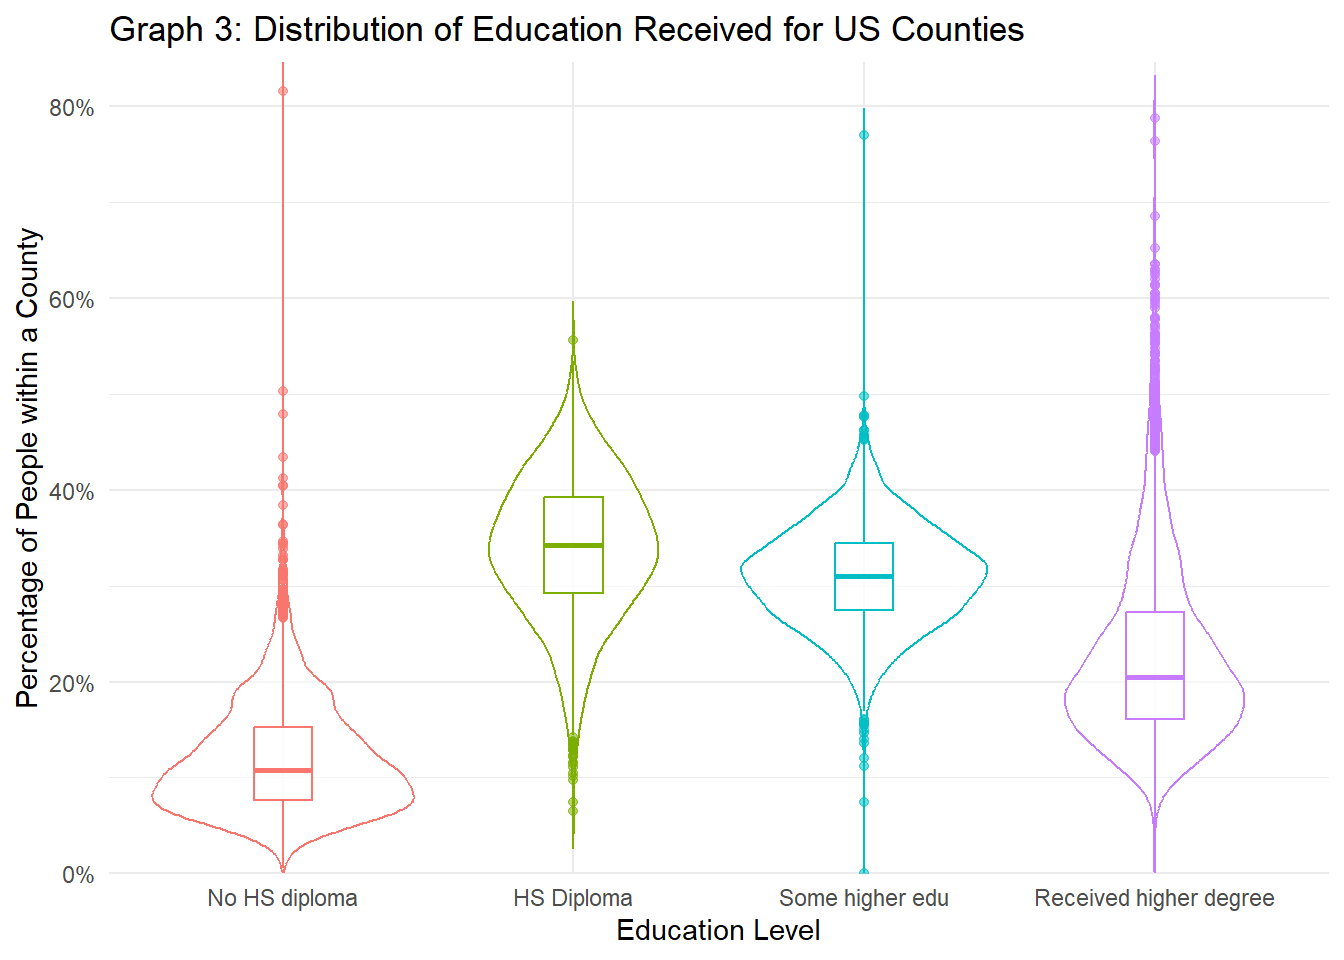 Graph 3: Distribution of Education Received for US Counties
Percentage of People within a County
80%
60%
40%
20%
0%
No HS diploma
HS Diploma
Some higher edu
Received higher degree
Education Level